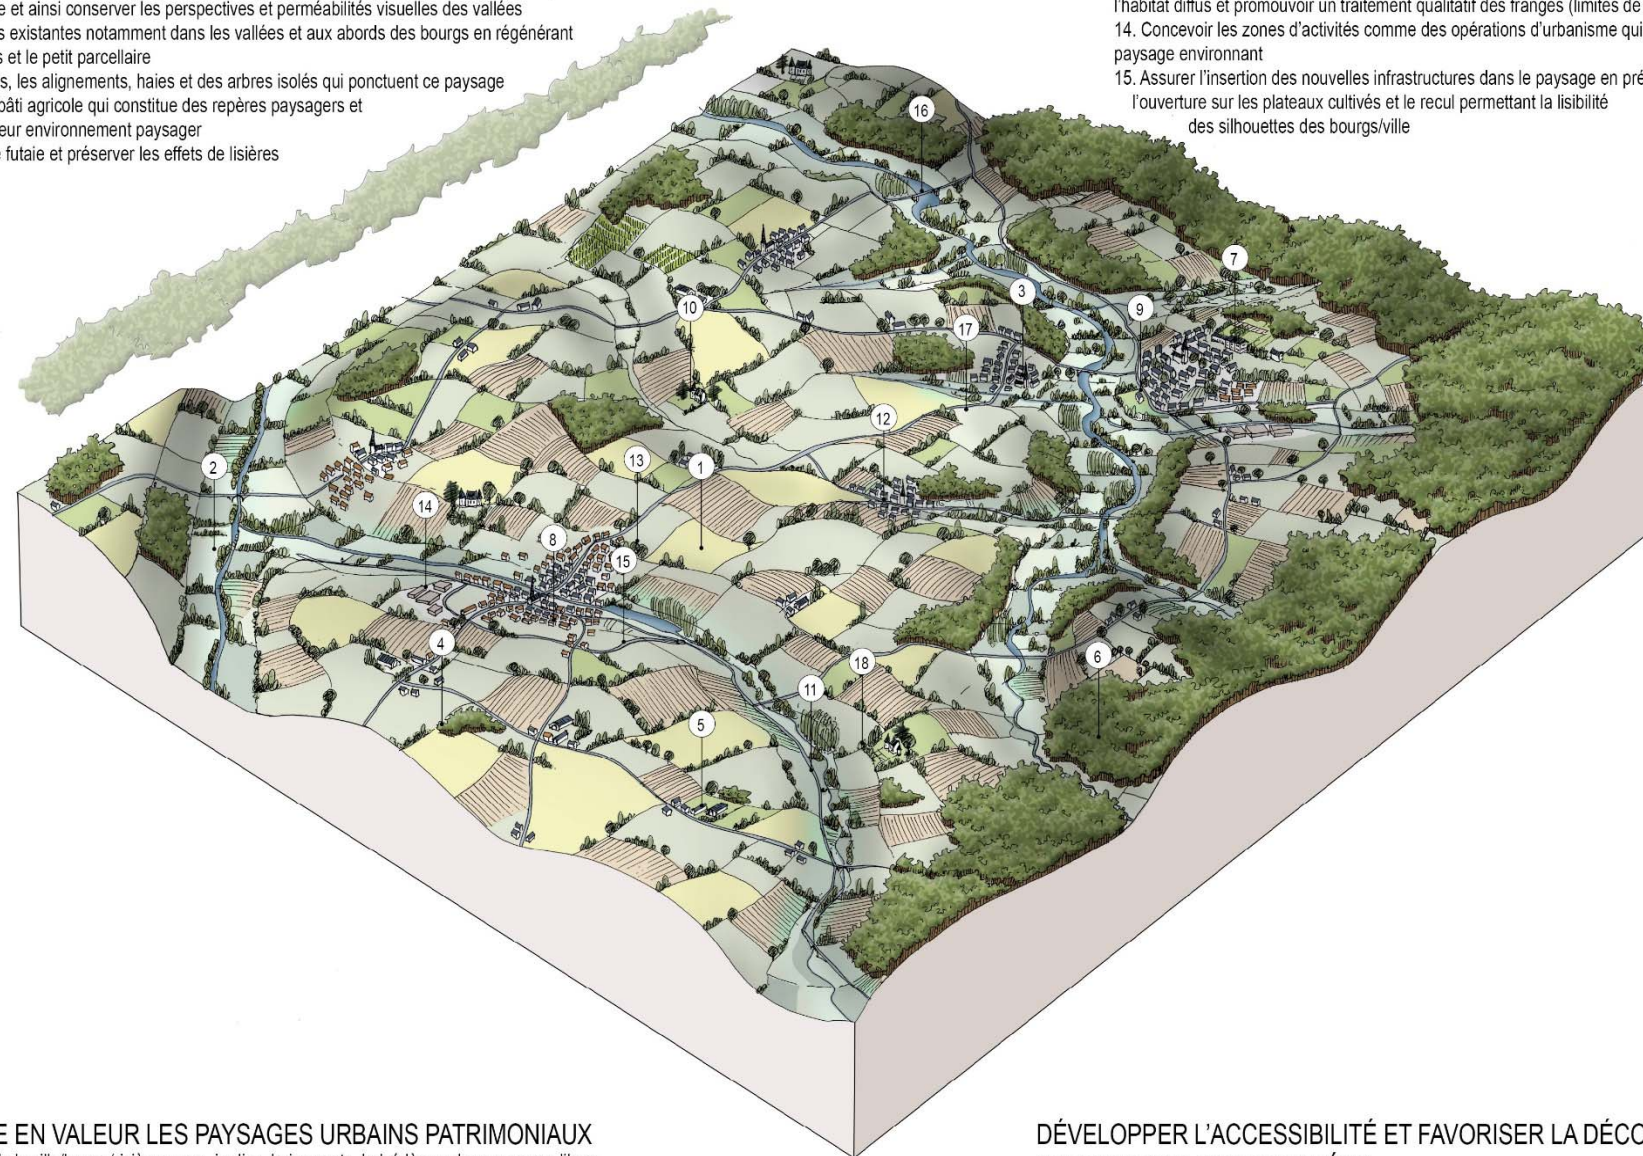 e et ainsi conserver les perspectives et perméabilités visuelles des vallées
s existantes notamment dans les vallées et aux abords des bourgs en régénérant
s et le petit parcellaire
s, les alignements, haies et des arbres isolés qui ponctuent ce paysage
bâti agricole qui constitue des repères paysagers et
eur environnement paysager
e futaie et préserver les effets de lisières
l'habitat diffus et promouvoir un traitement qualitatif des franges (limites de
14. Concevoir les zones d'activités comme des opérations d'urbanisme qui
paysage environnant
15. Assurer l'insertion des nouvelles infrastructures dans le paysage en pré
l'ouverture sur les plateaux cultivés et le recul permettant la lisibilité
des silhouettes des bourgs/ville
16
7
3
9
10
17
12
2
13
1
14
8
15
4
6
18
11
5
E EN VALEUR LES PAYSAGES URBAINS PATRIMONIAUX
DÉVELOPPER L'ACCESSIBILITÉ ET FAVORISER LA DÉCO